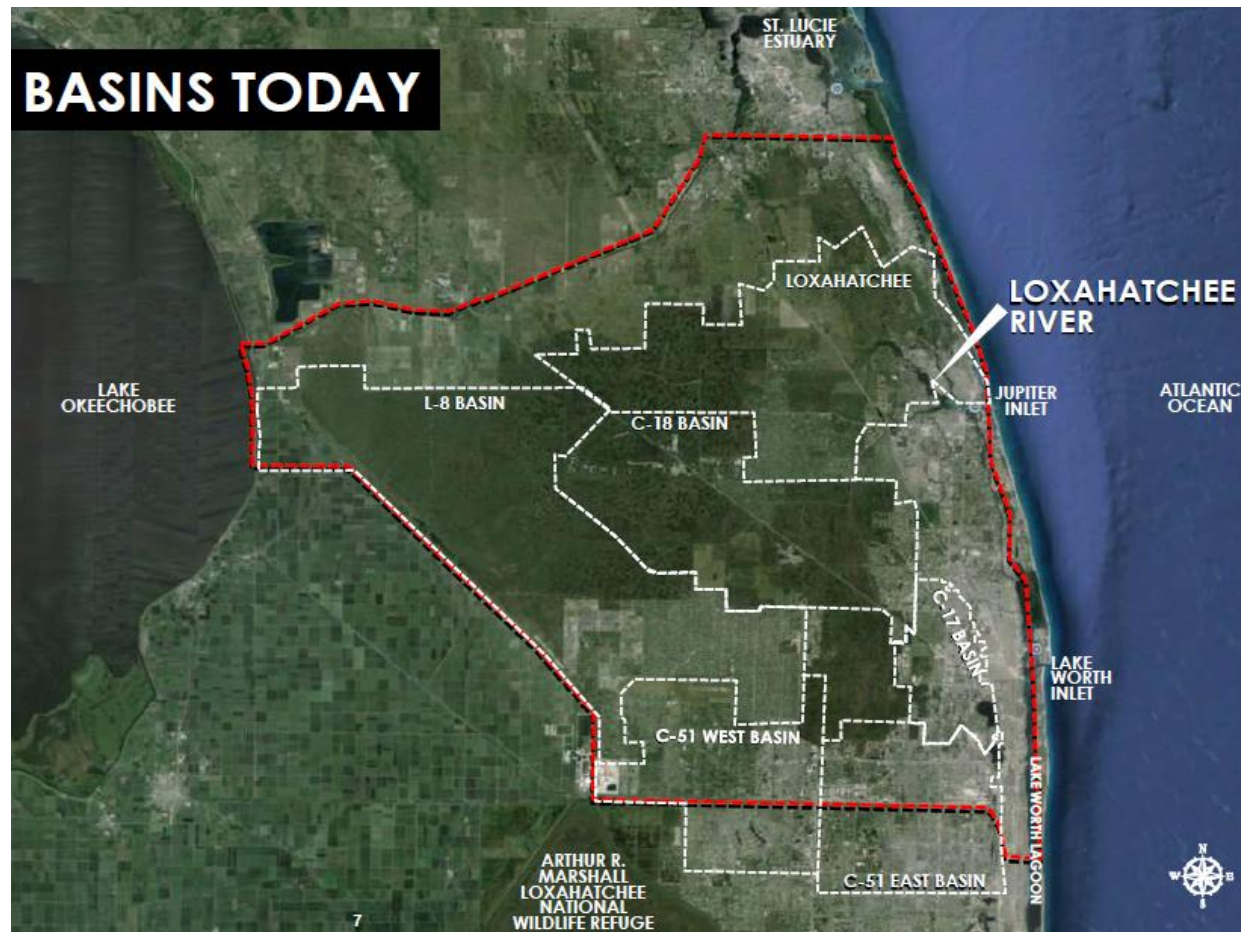 ST. LUCIE
ESTUARY
BASINS TODAY
LOXAHATCHEE
LOXAHATCHEE
RIVER
LAKE
OKEECHOBEE
L-8 BASIN
C-18 BASIN
JUPITER
INLET
ATLANTIC
OCEAN
C-17 BASIN
LAKE
WORTH
INLET
C-51 WEST BASIN
LAKE WORTH LAGOON
ARTHUR R.
MARSHALL
LOXAHATCHEE
NATIONAL
WILDLIFE REFUGE
C-51 EAST BASIN
N
W
E
S
7